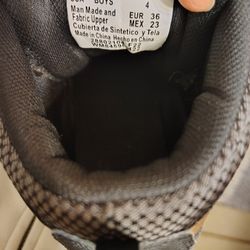 BOYS 4
Man Made and EUR 36
Fabric Upper MEX 23
Cubierta de Sintetico y Tela
Made in China Hecho en China